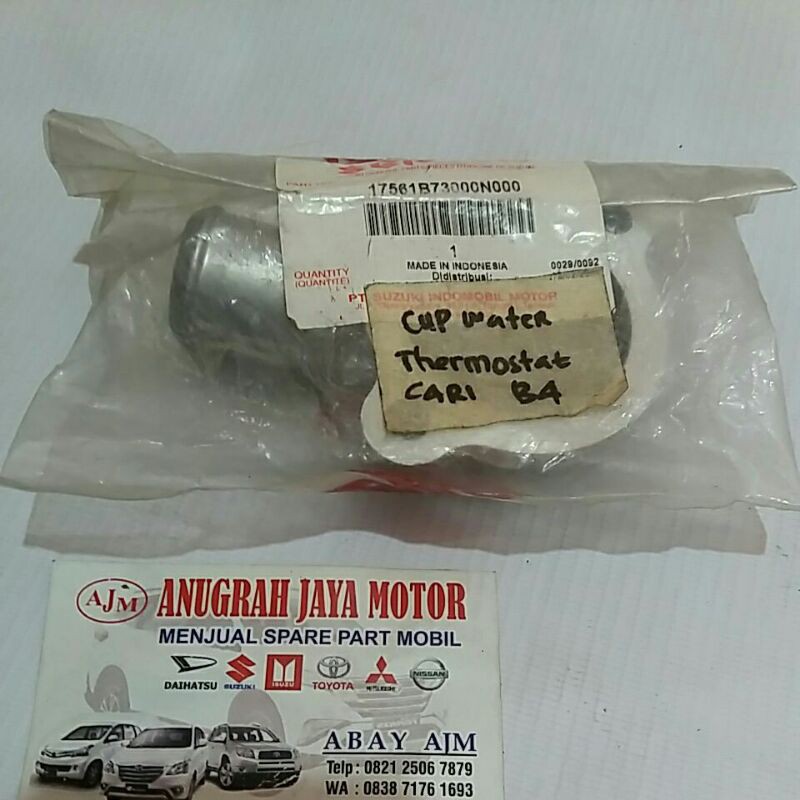 17561B73000N000
1
QUANTITY
(QUANTITÉ)
MADE IN INDONESIA
0029/0092
Didistribusi:
PT. SUZUKI INDOMOBIL MOTOR
CUP water
Thermostat
CARI B4
AJM
ANUGRAH JAYA MOTOR
MENJUAL SPARE PART MOBIL
DAIHATSU
SUZUKI
ISUZU
TOYOTA
MITSUBISHI
NISSAN
ABAY AJM
Telp : 0821 2506 7879
WA : 0838 7176 1693